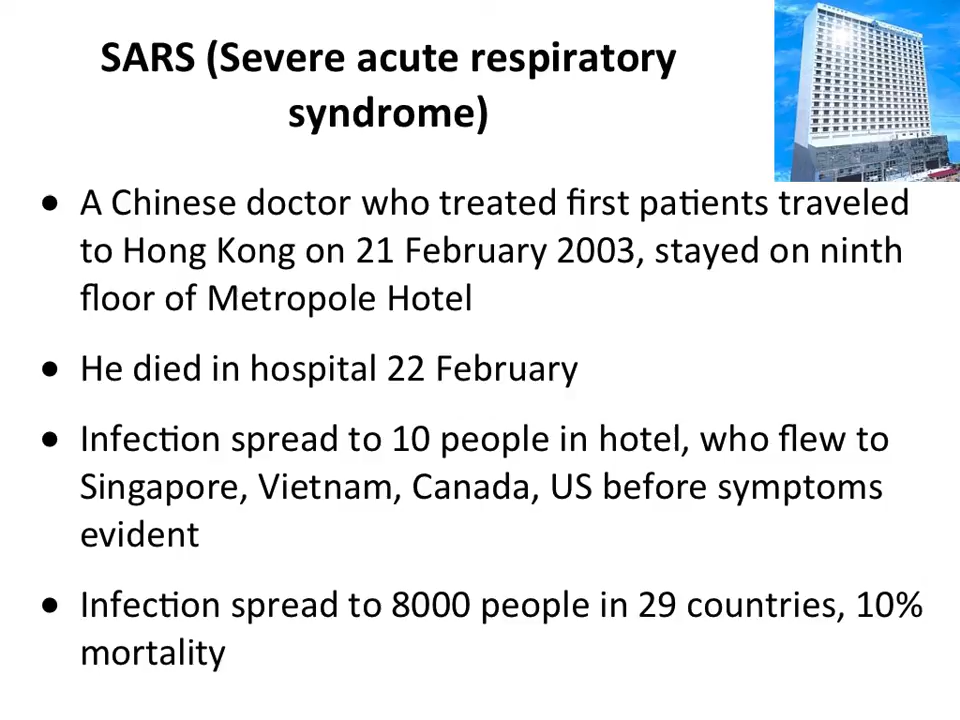 SARS (Severe acute respiratory
syndrome)
• A Chinese doctor who treated first patients traveled
to Hong Kong on 21 February 2003, stayed on ninth
floor of Metropole Hotel
• He died in hospital 22 February
• Infection spread to 10 people in hotel, who flew to
Singapore, Vietnam, Canada, US before symptoms
evident
• Infection spread to 8000 people in 29 countries, 10%
mortality